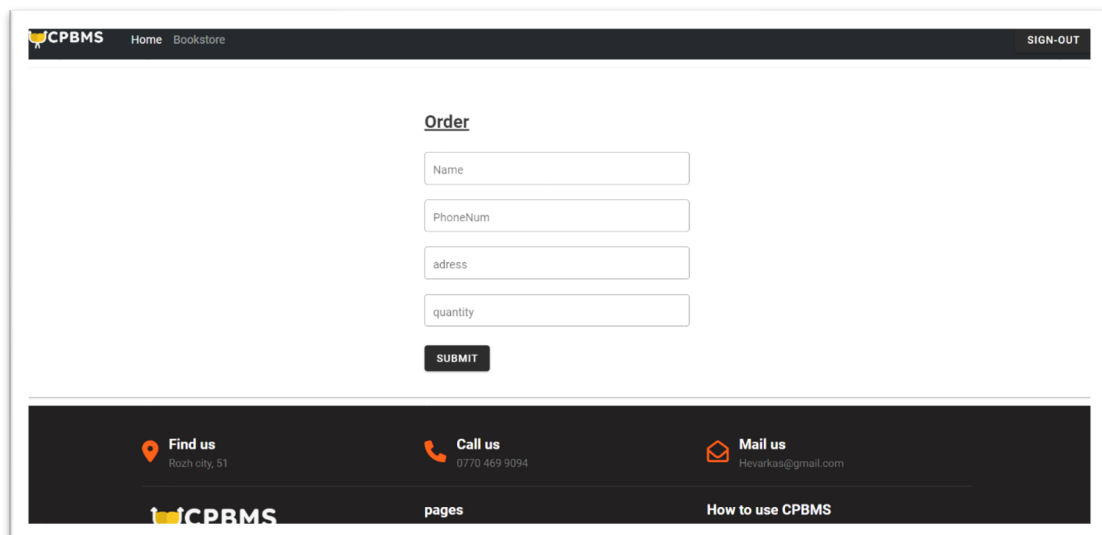 CPBMS Home Bookstore SIGN-OUT
Order
Name
PhoneNum
adress
quantity
SUBMIT
Find us
Rozh city, 51
Call us
0770 469 9094
Mail us
Hevarkas@gmail.com
CPBMS
pages
How to use CPBMS